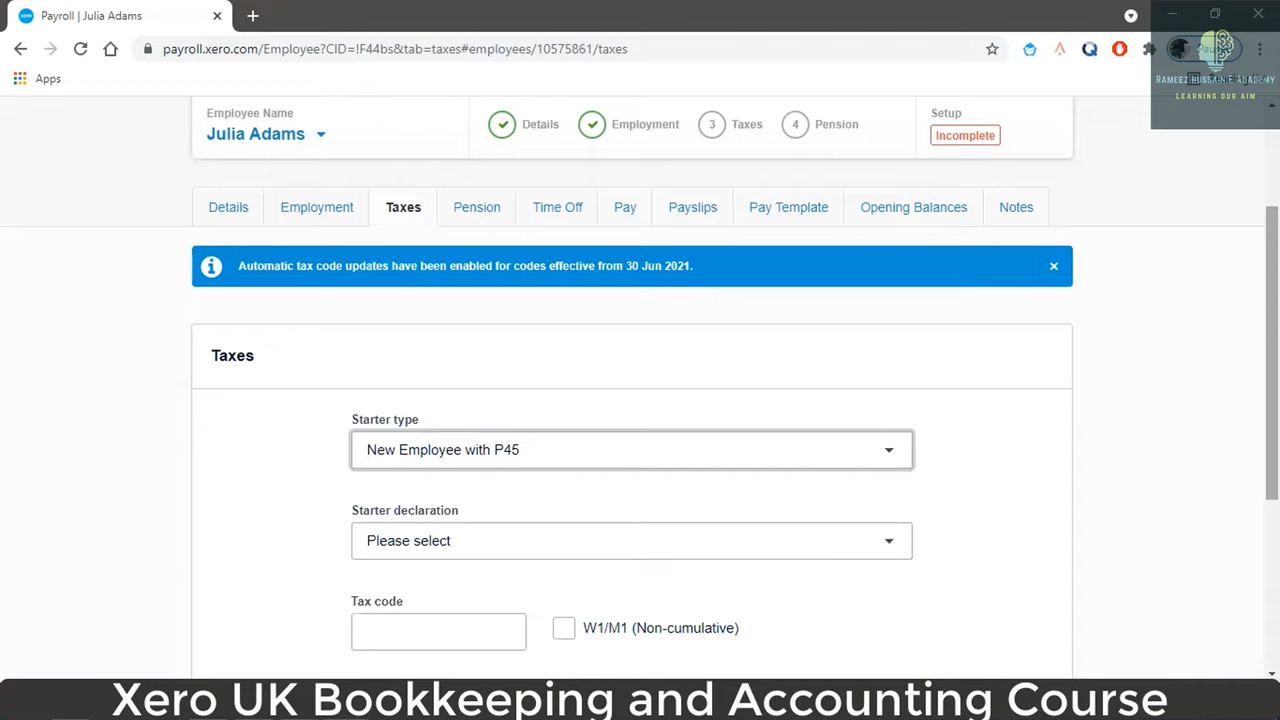 Payroll | Julia Adams
payroll.xero.com/Employee?CID=!F44bs&tab=taxes#employees/10575861/taxes
Apps
RAMEEZ HUSSAIN E-ACADEMY
LEARNING OUR AIM
Employee Name
Julia Adams
Details
Employment
3 Taxes
4 Pension
Setup
Incomplete
Details Employment Taxes Pension Time Off Pay Payslips Pay Template Opening Balances Notes
Automatic tax code updates have been enabled for codes effective from 30 Jun 2021.
Taxes
Starter type
New Employee with P45
Starter declaration
Please select
Tax code
W1/M1 (Non-cumulative)
Xero UK Bookkeeping and Accounting Course